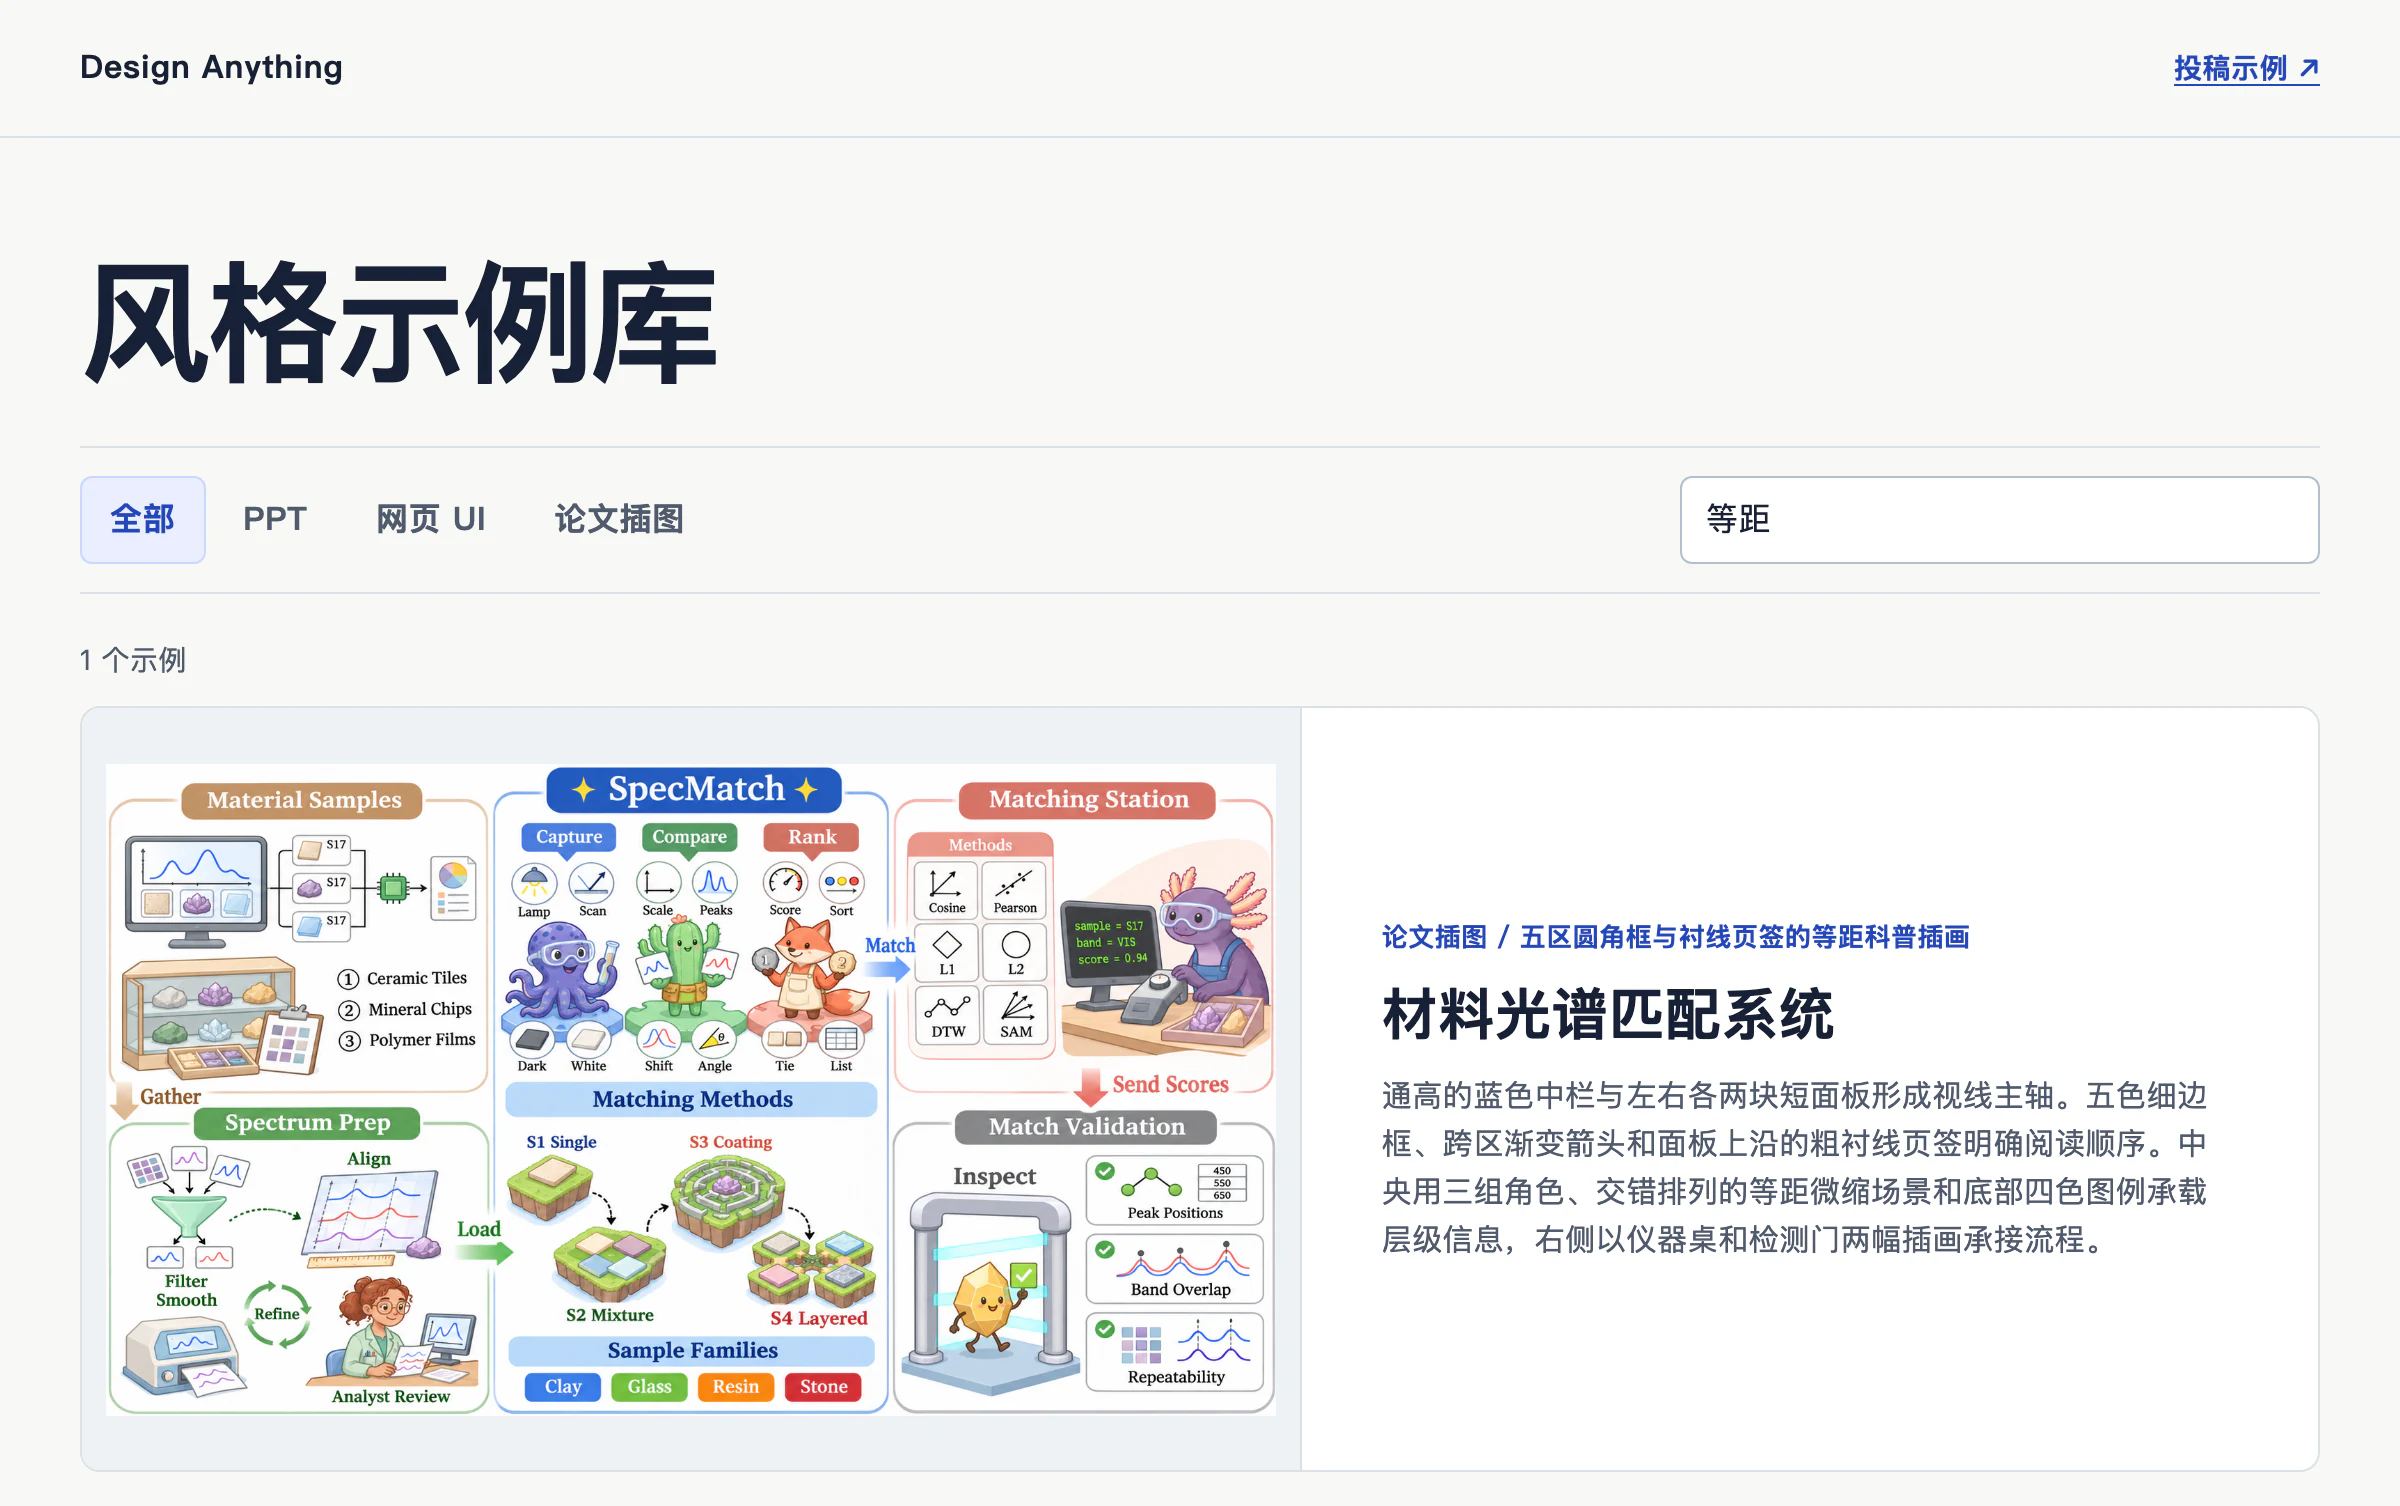 Design Anything
投稿示例 ↗
风格示例库
全部
PPT
网页 UI
论文插图
等距
1 个示例
Material Samples
S17
S17
S17
① Ceramic Tiles
② Mineral Chips
③ Polymer Films
Gather
Spectrum Prep
Align
Filter
Smooth
Refine
Analyst Review
Load
SpecMatch
Capture
Compare
Rank
Lamp
Scan
Scale
Peaks
Score
Sort
1
2
θ
Dark
White
Shift
Angle
Tie
List
Matching Methods
S1 Single
S3 Coating
S2 Mixture
S4 Layered
Sample Families
Clay
Glass
Resin
Stone
Match
Matching Station
Methods
Cosine
Pearson
L1
L2
DTW
SAM
sample = S17
band = VIS
score = 0.94
Send Scores
Match Validation
Inspect
450
550
650
Peak Positions
Band Overlap
Repeatability
论文插图 / 五区圆角框与衬线页签的等距科普插画
材料光谱匹配系统
通高的蓝色中栏与左右各两块短面板形成视线主轴。五色细边
框、跨区渐变箭头和面板上沿的粗衬线页签明确阅读顺序。中
央用三组角色、交错排列的等距微缩场景和底部四色图例承载
层级信息，右侧以仪器桌和检测门两幅插画承接流程。